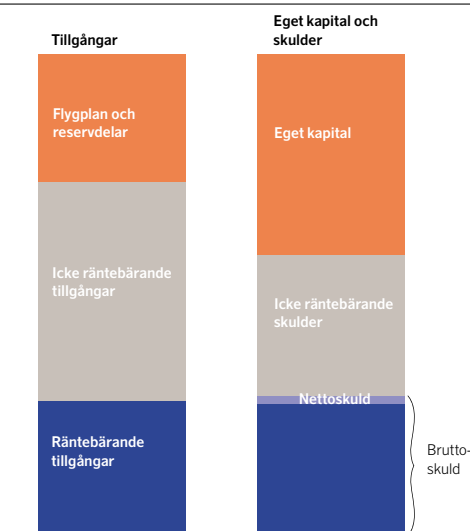 Tillgångar
Eget kapital och
skulder
Flygplan och
reservdelar
Eget kapital
Icke räntebärande
tillgångar
Icke räntebärande
skulder
Nettoskuld
Räntebärande
tillgångar
Brutto-
skuld